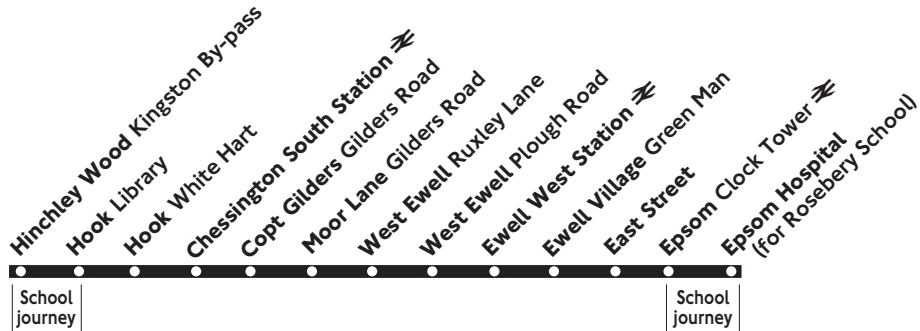 Hinchley Wood Kingston By-pass
Hook Library
Hook White Hart
Chessington South Station
Copt Gilders Gilders Road
Moor Lane Gilders Road
West Ewell Ruxley Lane
West Ewell Plough Road
Ewell West Station
Ewell Village Green Man
East Street
Epsom Clock Tower
Epsom Hospital
(for Rosebery School)
School
journey
School
journey